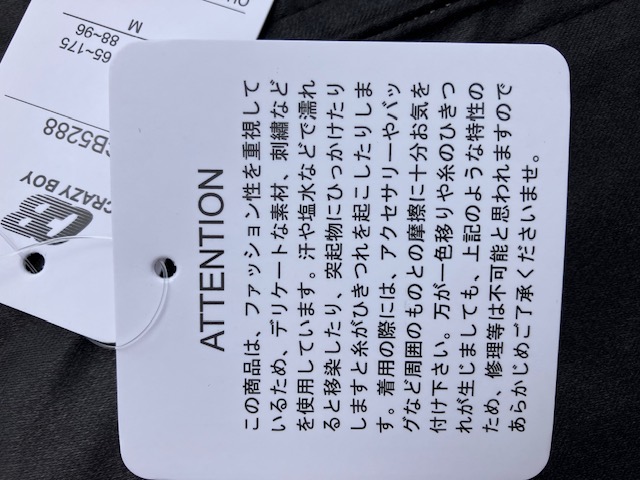 ATTENTION
この商品は、ファッション性を重視して
いるため、デリケートな素材、刺繡など
を使用しています。汗や塩水などで濡れ
ると移染したり、突起物にひっかけたり
しますと糸がひきつれを起こしたりしま
す。着用の際には、アクセサリーやバッ
グなど周囲のものとの摩擦に十分お気を
付け下さい。万が一色移りや糸のひきつ
れが生じましても、上記のような特性の
ため、修理等は不可能と思われますので
あらかじめご了承くださいませ。
CRAZY BOY
CB5288
65~175
88~96
M